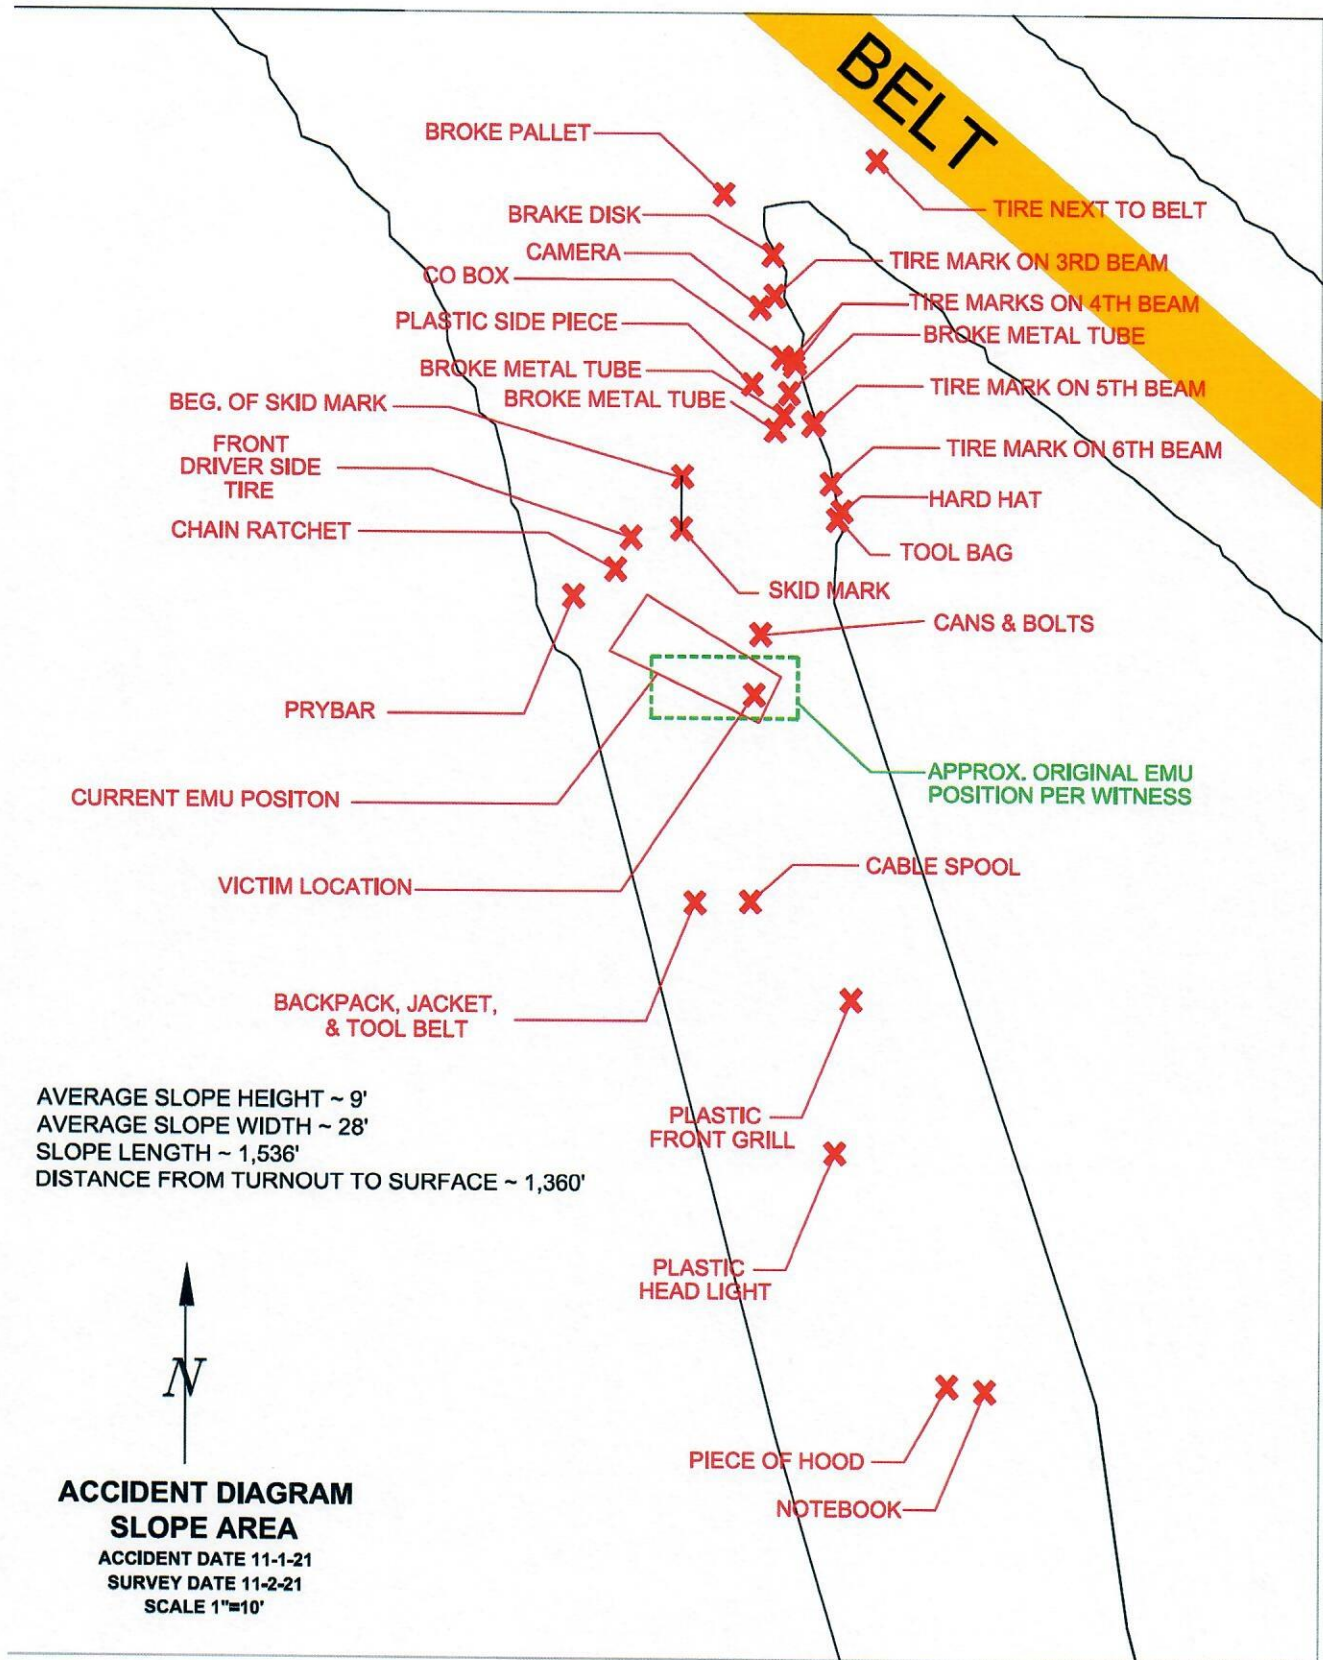 BELT
BROKE PALLET
TIRE NEXT TO BELT
BRAKE DISK
CAMERA
TIRE MARK ON 3RD BEAM
CO BOX
TIRE MARKS ON 4TH BEAM
PLASTIC SIDE PIECE
BROKE METAL TUBE
BROKE METAL TUBE
TIRE MARK ON 5TH BEAM
BROKE METAL TUBE
BEG. OF SKID MARK
FRONT
DRIVER SIDE
TIRE
TIRE MARK ON 6TH BEAM
HARD HAT
CHAIN RATCHET
TOOL BAG
SKID MARK
CANS & BOLTS
PRYBAR
APPROX. ORIGINAL EMU
POSITION PER WITNESS
CURRENT EMU POSITON
VICTIM LOCATION
CABLE SPOOL
BACKPACK, JACKET,
& TOOL BELT
AVERAGE SLOPE HEIGHT ~ 9'
AVERAGE SLOPE WIDTH ~ 28'
SLOPE LENGTH ~ 1,536'
DISTANCE FROM TURNOUT TO SURFACE ~ 1,360'
PLASTIC
FRONT GRILL
PLASTIC
HEAD LIGHT
N
PIECE OF HOOD
NOTEBOOK
ACCIDENT DIAGRAM
SLOPE AREA
ACCIDENT DATE 11-1-21
SURVEY DATE 11-2-21
SCALE 1"=10'